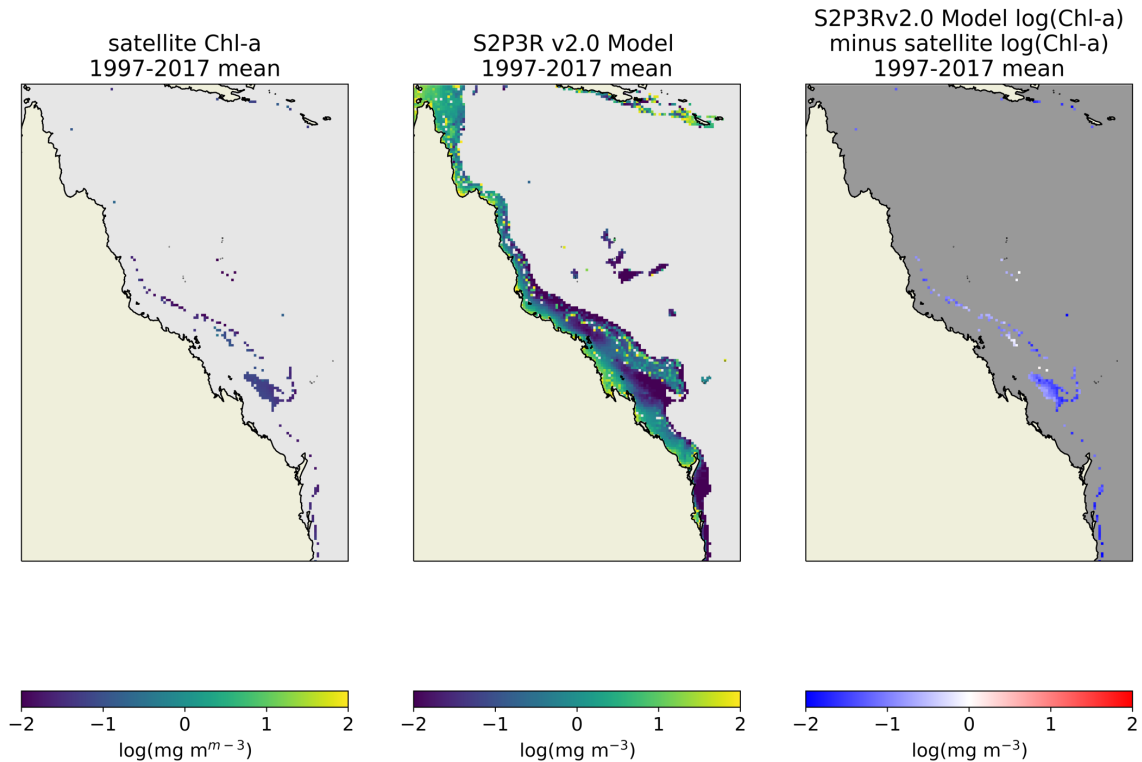 satellite Chl-a
1997-2017 mean
S2P3R v2.0 Model
1997-2017 mean
S2P3Rv2.0 Model log(Chl-a)
minus satellite log(Chl-a)
1997-2017 mean
−2 −1 0 1 2
log(mg m^{m−3})
−2 −1 0 1 2
log(mg m⁻³)
−2 −1 0 1 2
log(mg m⁻³)